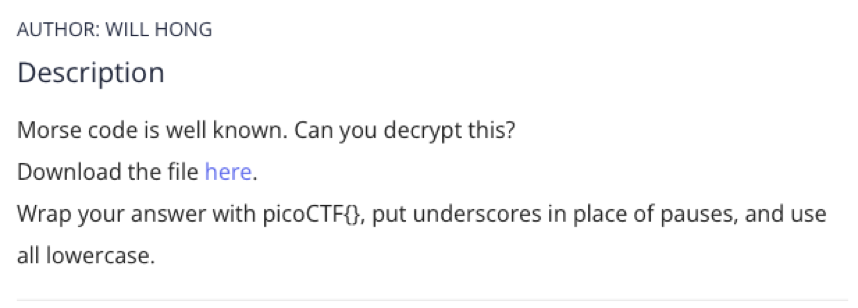 AUTHOR: WILL HONG
Description
Morse code is well known. Can you decrypt this?
Download the file here.
Wrap your answer with picoCTF{}, put underscores in place of pauses, and use
all lowercase.